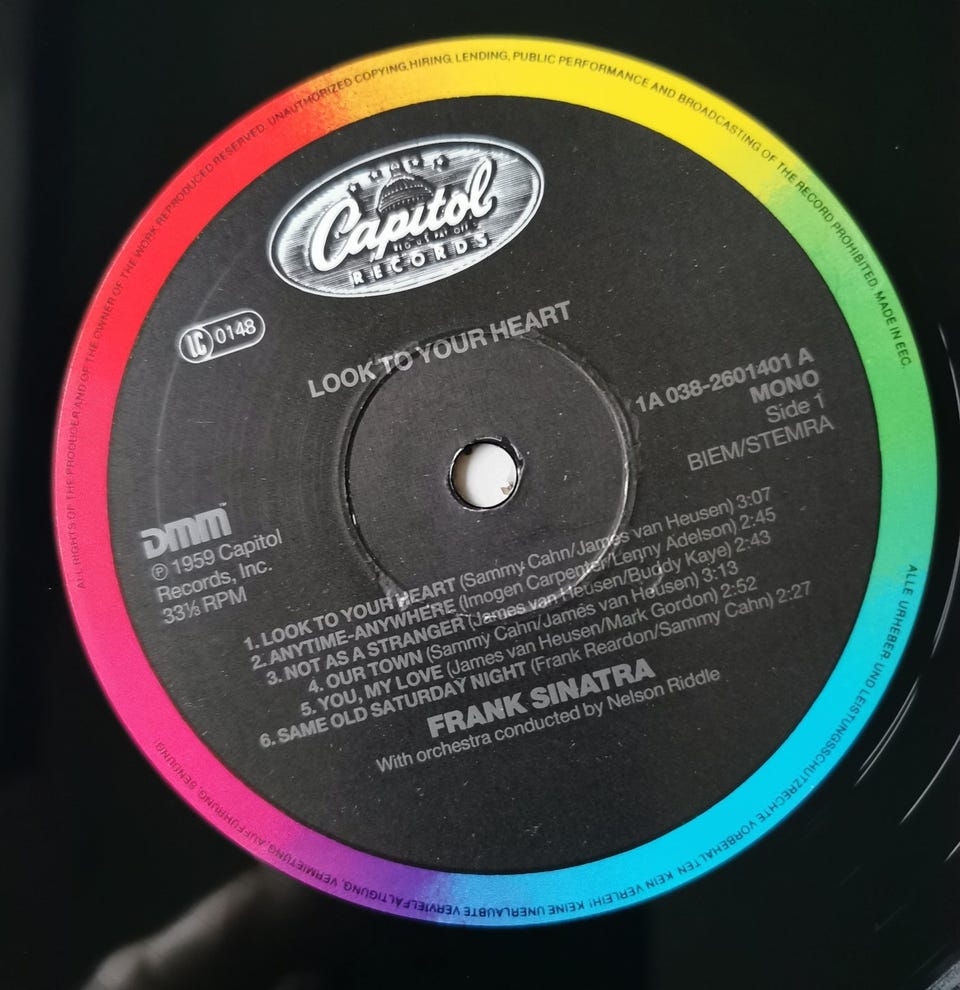 ALL RIGHTS OF THE PRODUCER AND OF THE OWNER OF THE WORK REPRODUCED RESERVED. UNAUTHORIZED COPYING, HIRING, LENDING, PUBLIC PERFORMANCE AND BROADCASTING OF THE RECORD PROHIBITED. MADE IN EEC.
Capitol
REG. U.S. PAT. OFF.
RECORDS
LC 0148
LOOK TO YOUR HEART
1A 038-2601401 A
MONO
Side 1
BIEM/STEMRA
DMM™
℗ 1959 Capitol
Records, Inc.
33⅓ RPM
1. LOOK TO YOUR HEART (Sammy Cahn/James van Heusen) 3:07
2. ANYTIME-ANYWHERE (Imogen Carpenter/Lenny Adelson) 2:45
3. NOT AS A STRANGER (James van Heusen/Buddy Kaye) 2:43
4. OUR TOWN (Sammy Cahn/James van Heusen) 3:13
5. YOU, MY LOVE (James van Heusen/Mark Gordon) 2:52
6. SAME OLD SATURDAY NIGHT (Frank Reardon/Sammy Cahn) 2:27
FRANK SINATRA
With orchestra conducted by Nelson Riddle
ALLE URHEBER- UND LEISTUNGSSCHUTZRECHTE VORBEHALTEN. KEIN VERLEIH! KEINE UNERLAUBTE VERVIELFÄLTIGUNG, VERMIETUNG, AUFFÜHRUNG, SENDUNG.